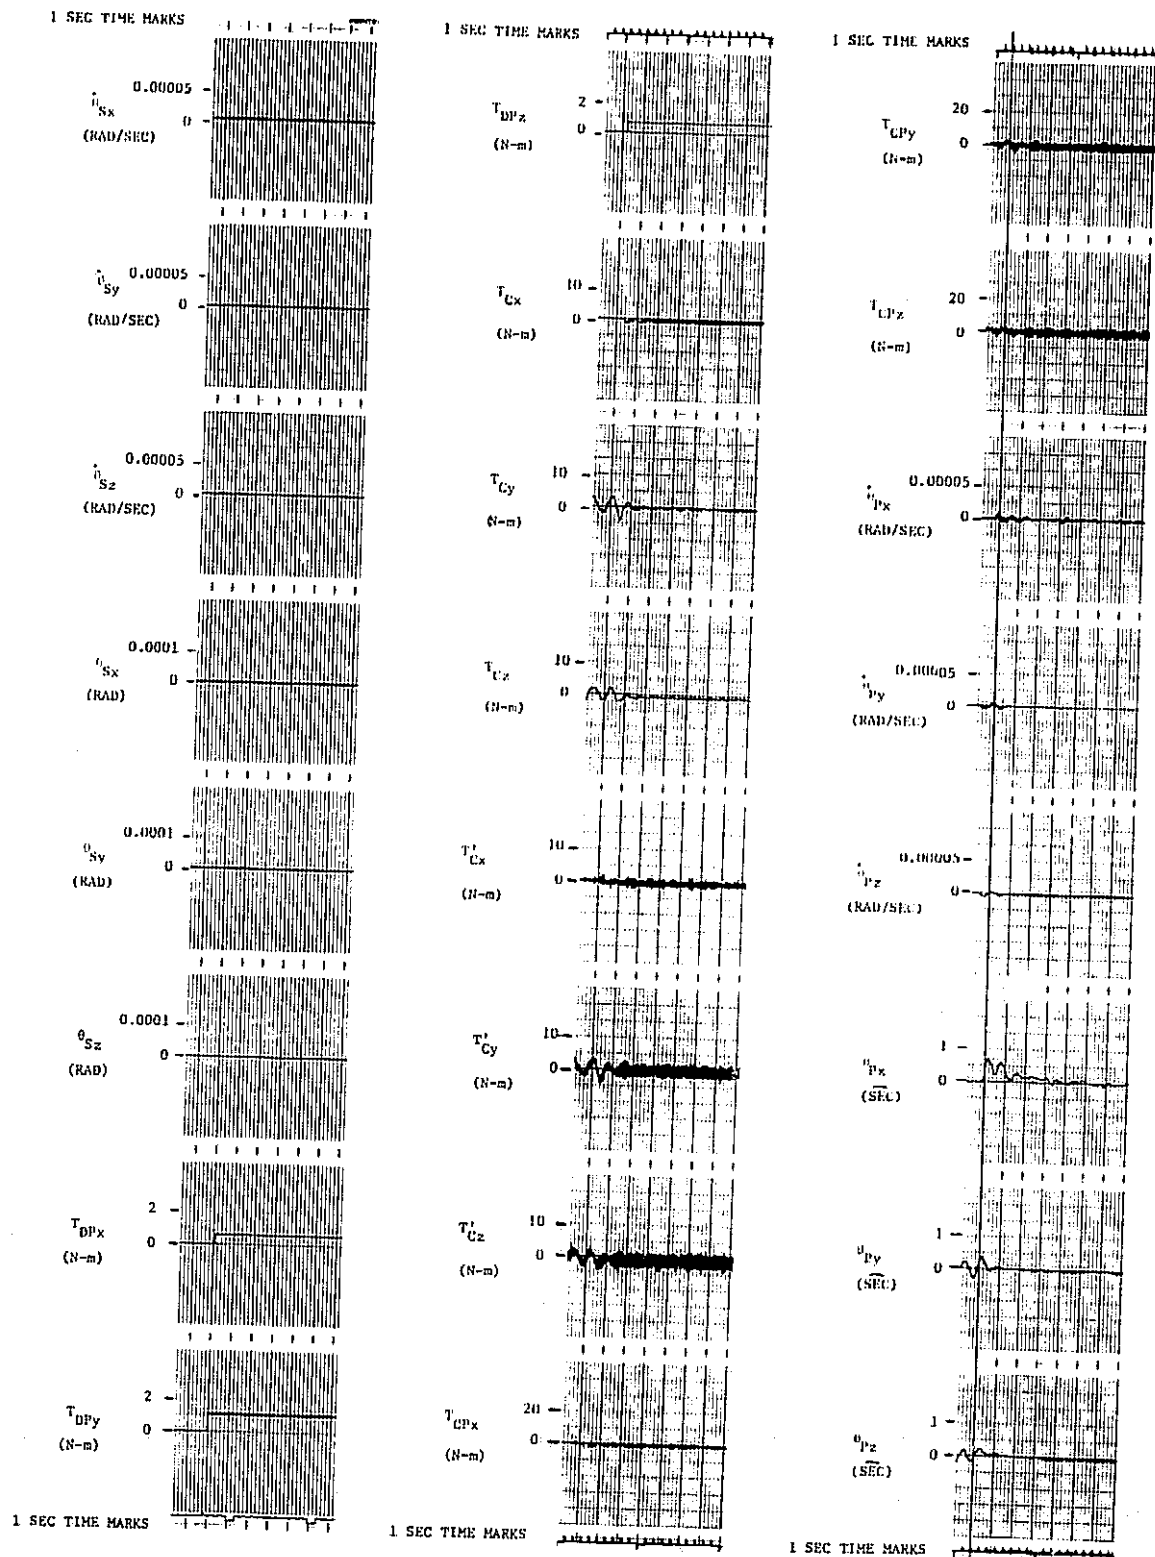 1 SEC TIME MARKS
0.00005
θ̇Sx
0
(RAD/SEC)
0.00005
θ̇Sy
0
(RAD/SEC)
0.00005
θ̇Sz
0
(RAD/SEC)
0.0001
θSx
0
(RAD)
0.0001
θSy
0
(RAD)
0.0001
θSz
0
(RAD)
2
TDPx
0
(N-m)
2
TDPy
0
(N-m)
1 SEC TIME MARKS
1 SEC TIME MARKS
2
TDPz
0
(N-m)
10
TCx
0
(N-m)
10
TCy
0
(N-m)
10
TCz
0
(N-m)
10
T'Cx
0
(N-m)
10
T'Cy
0
(N-m)
10
T'Cz
0
(N-m)
20
TCPx
0
(N-m)
1 SEC TIME MARKS
1 SEC TIME MARKS
20
TCPy
0
(N-m)
20
TCPz
0
(N-m)
0.00005
θ̇Px
0
(RAD/SEC)
0.00005
θ̇Py
0
(RAD/SEC)
0.00005
θ̇Pz
0
(RAD/SEC)
1
θPx
0
(SEC)
1
θPy
0
(SEC)
1
θPz
0
(SEC)
1 SEC TIME MARKS